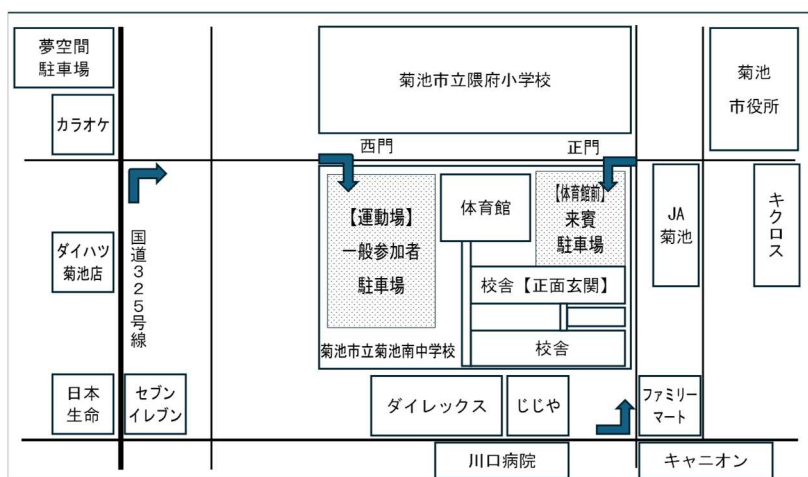 夢空間
駐車場
カラオケ
国道325号線
ダイハツ
菊池店
日本
生命
セブン
イレブン
菊池市立隈府小学校
西門
正門
【運動場】
一般参加者
駐車場
体育館
【体育館前】
来賓
駐車場
校舎【正面玄関】
校舎
菊池市立菊池南中学校
ダイレックス
じじや
川口病院
菊池
市役所
JA
菊池
キクロス
ファミリー
マート
キャニオン